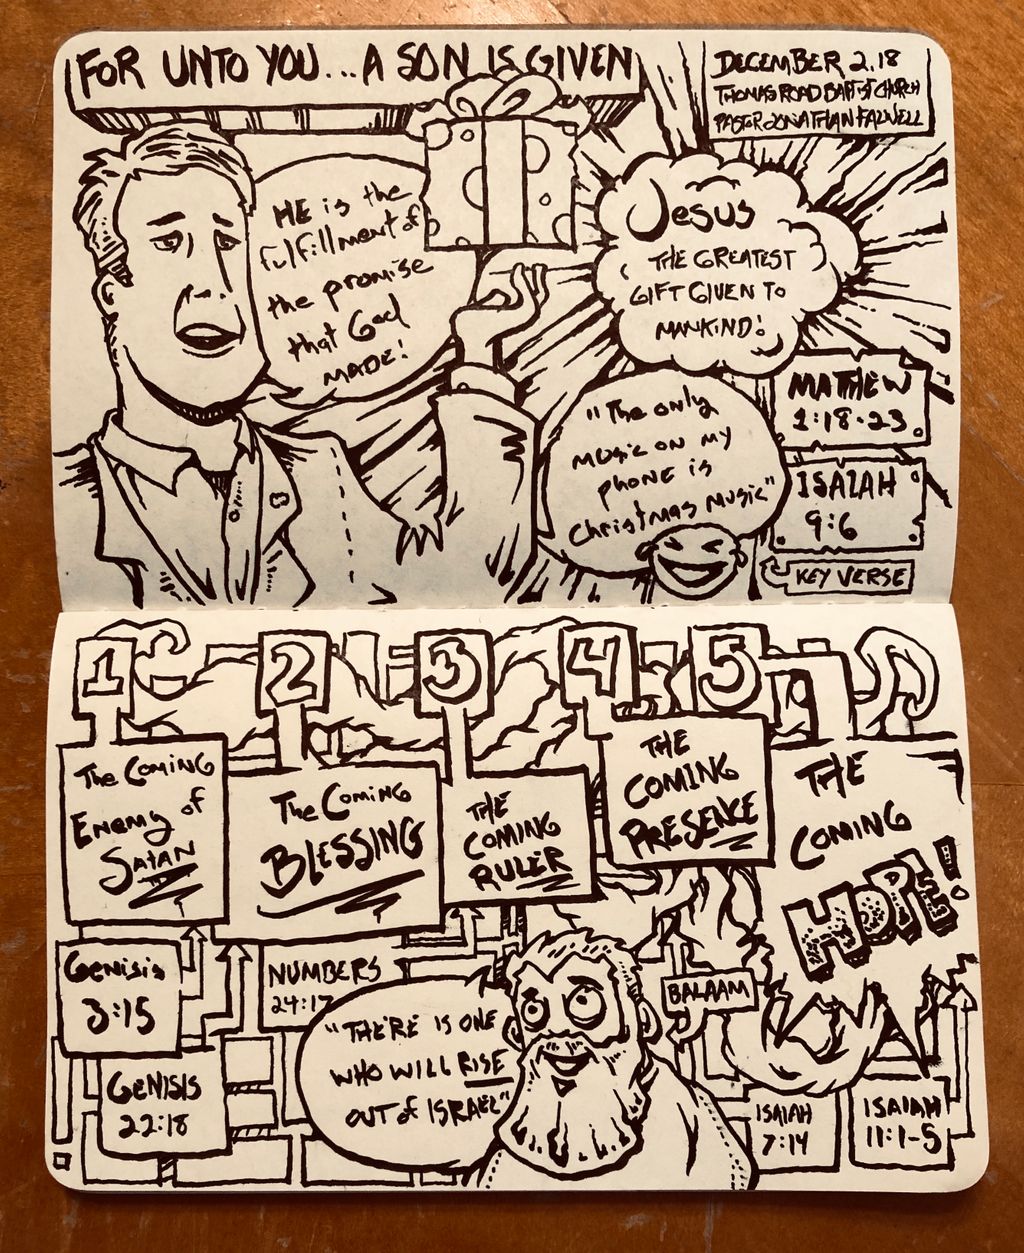 FOR UNTO YOU... A SON IS GIVEN
DECEMBER 2.18
THOMAS ROAD BAPTIST CHURCH
PASTOR JONATHAN FALWELL
HE is the
fulfillment of
the promise
that God
MADE!
Jesus
THE GREATEST
GIFT GIVEN TO
MANKIND!
"The only
music on my
phone is
Christmas Music"
MATTHEW
1:18-23
ISAIAH
9:6
KEY VERSE
1
2
3
4
5
The Coming
Enemy of
SATAN
The Coming
BLESSING
THE
COMING
RULER
THE
COMING
PRESENCE
THE
COMING
HOPE!
Genisis
3:15
GENISIS
22:18
NUMBERS
24:17
"THERE IS ONE
WHO WILL RISE
OUT of ISRAEL"
BALAAM
ISAIAH
7:14
ISAIAH
11:1-5